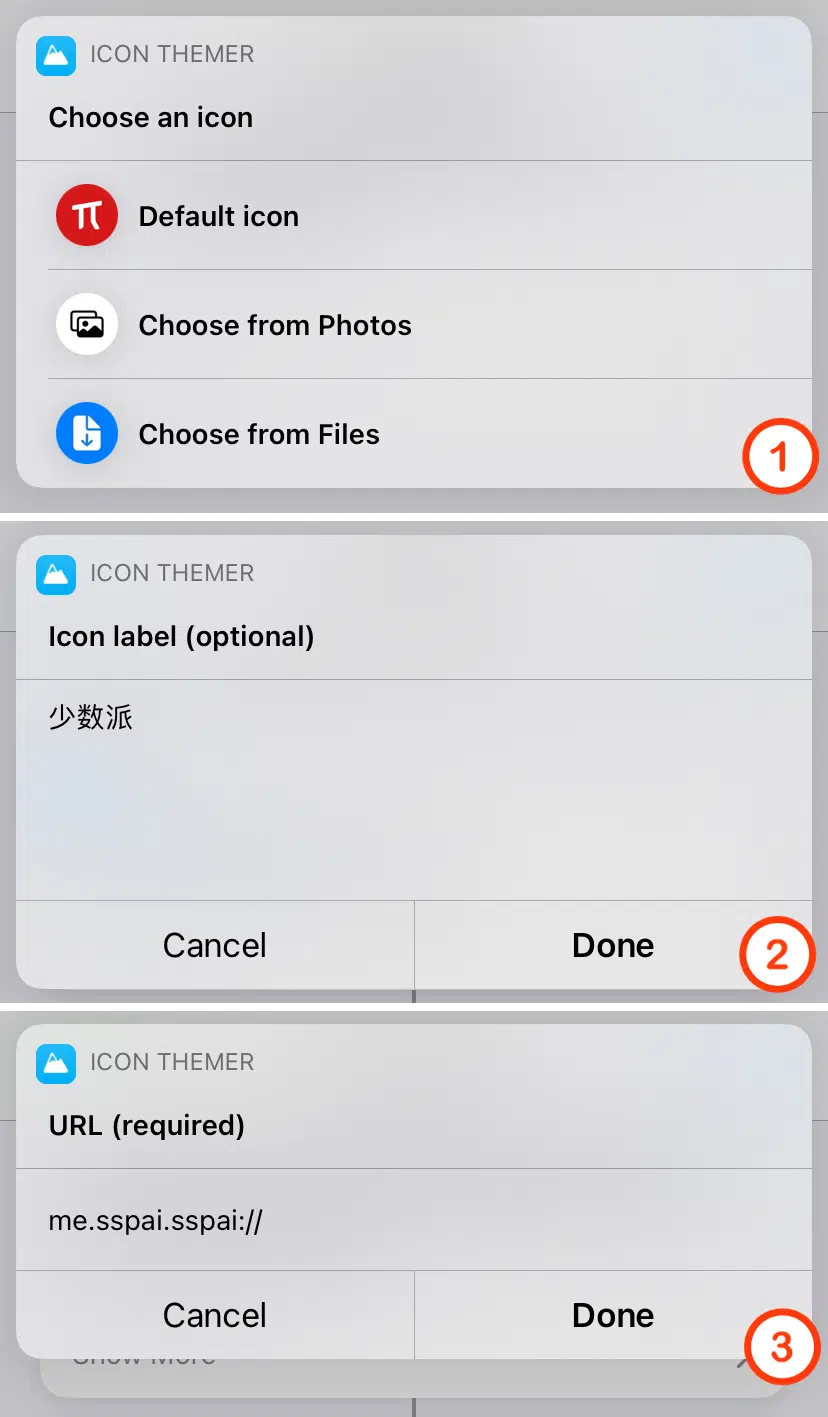 ICON THEMER
Choose an icon
Default icon
Choose from Photos
Choose from Files
1
ICON THEMER
Icon label (optional)
少数派
Cancel Done
2
ICON THEMER
URL (required)
me.sspai.sspai://
Cancel Done
3
Show More